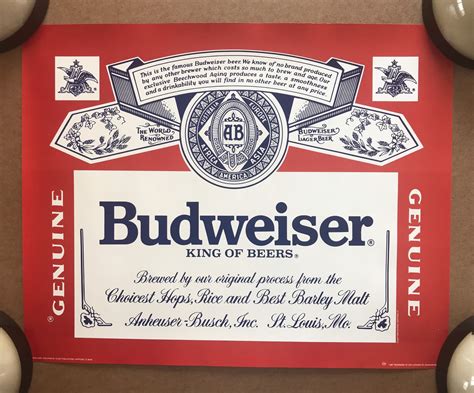 This is the famous Budweiser beer. We know of no brand produced
by any other brewer which costs so much to brew and age. Our
exclusive Beechwood Aging produces a taste, a smoothness
and a drinkability you will find in no other beer at any price.
THE WORLD
RENOWNED
AB
BUDWEISER
LAGER BEER
AFRICA
AMERICA
ASIA
Budweiser®
KING OF BEERS®
GENUINE
GENUINE
Brewed by our original process from the
Choicest Hops, Rice and Best Barley Malt
Anheuser-Busch, Inc. St. Louis, Mo.